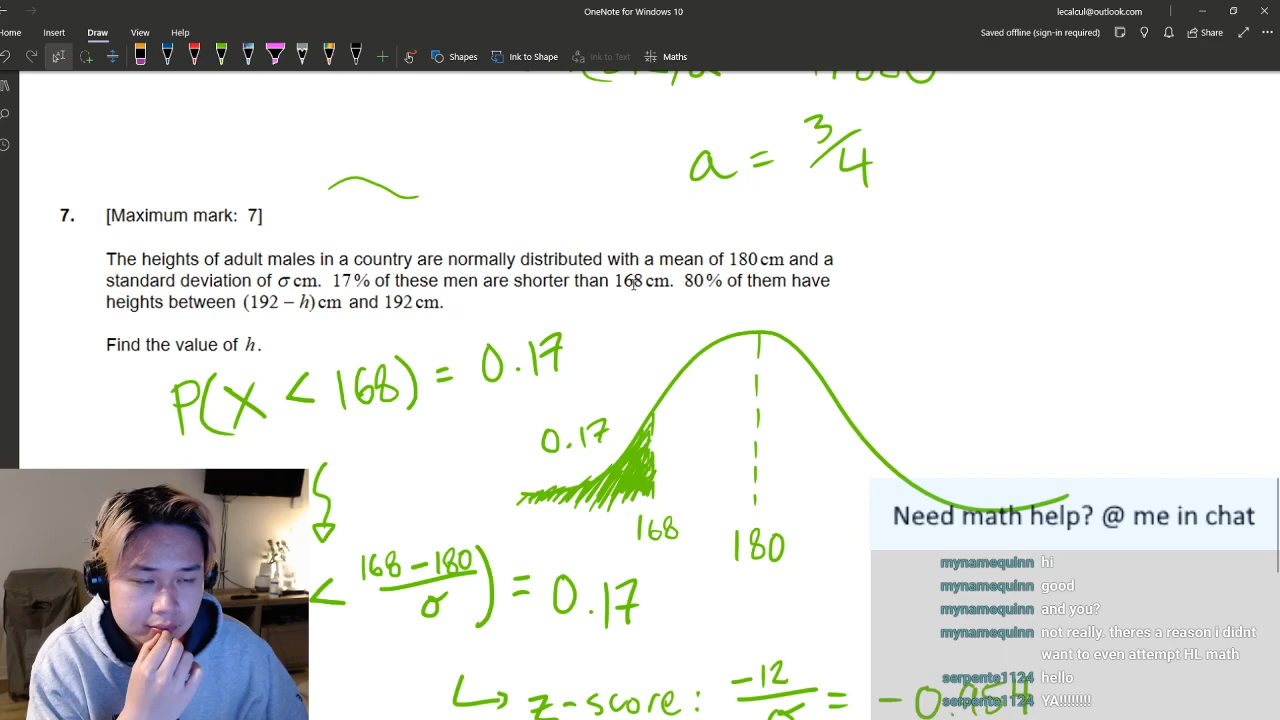 OneNote for Windows 10
lecalcul@outlook.com
Home Insert Draw View Help
Saved offline (sign-in required)
Share
Shapes
Ink to Shape
Ink to Text
Maths
a = 3/4
7. [Maximum mark: 7]
The heights of adult males in a country are normally distributed with a mean of 180 cm and a
standard deviation of σ cm. 17 % of these men are shorter than 168 cm. 80 % of them have
heights between (192 − h) cm and 192 cm.
Find the value of h.
P(X < 168) = 0.17
0.17
168
180
< 168 − 180 / σ ) = 0.17
↳ z-score: −12 / σ = − 0.954
Need math help? @ me in chat
mynamequinn hi
mynamequinn good
mynamequinn and you?
mynamequinn not really. theres a reason i didnt
want to even attempt HL math
serpente1124 hello
serpente1124 YA!!!!!!!!